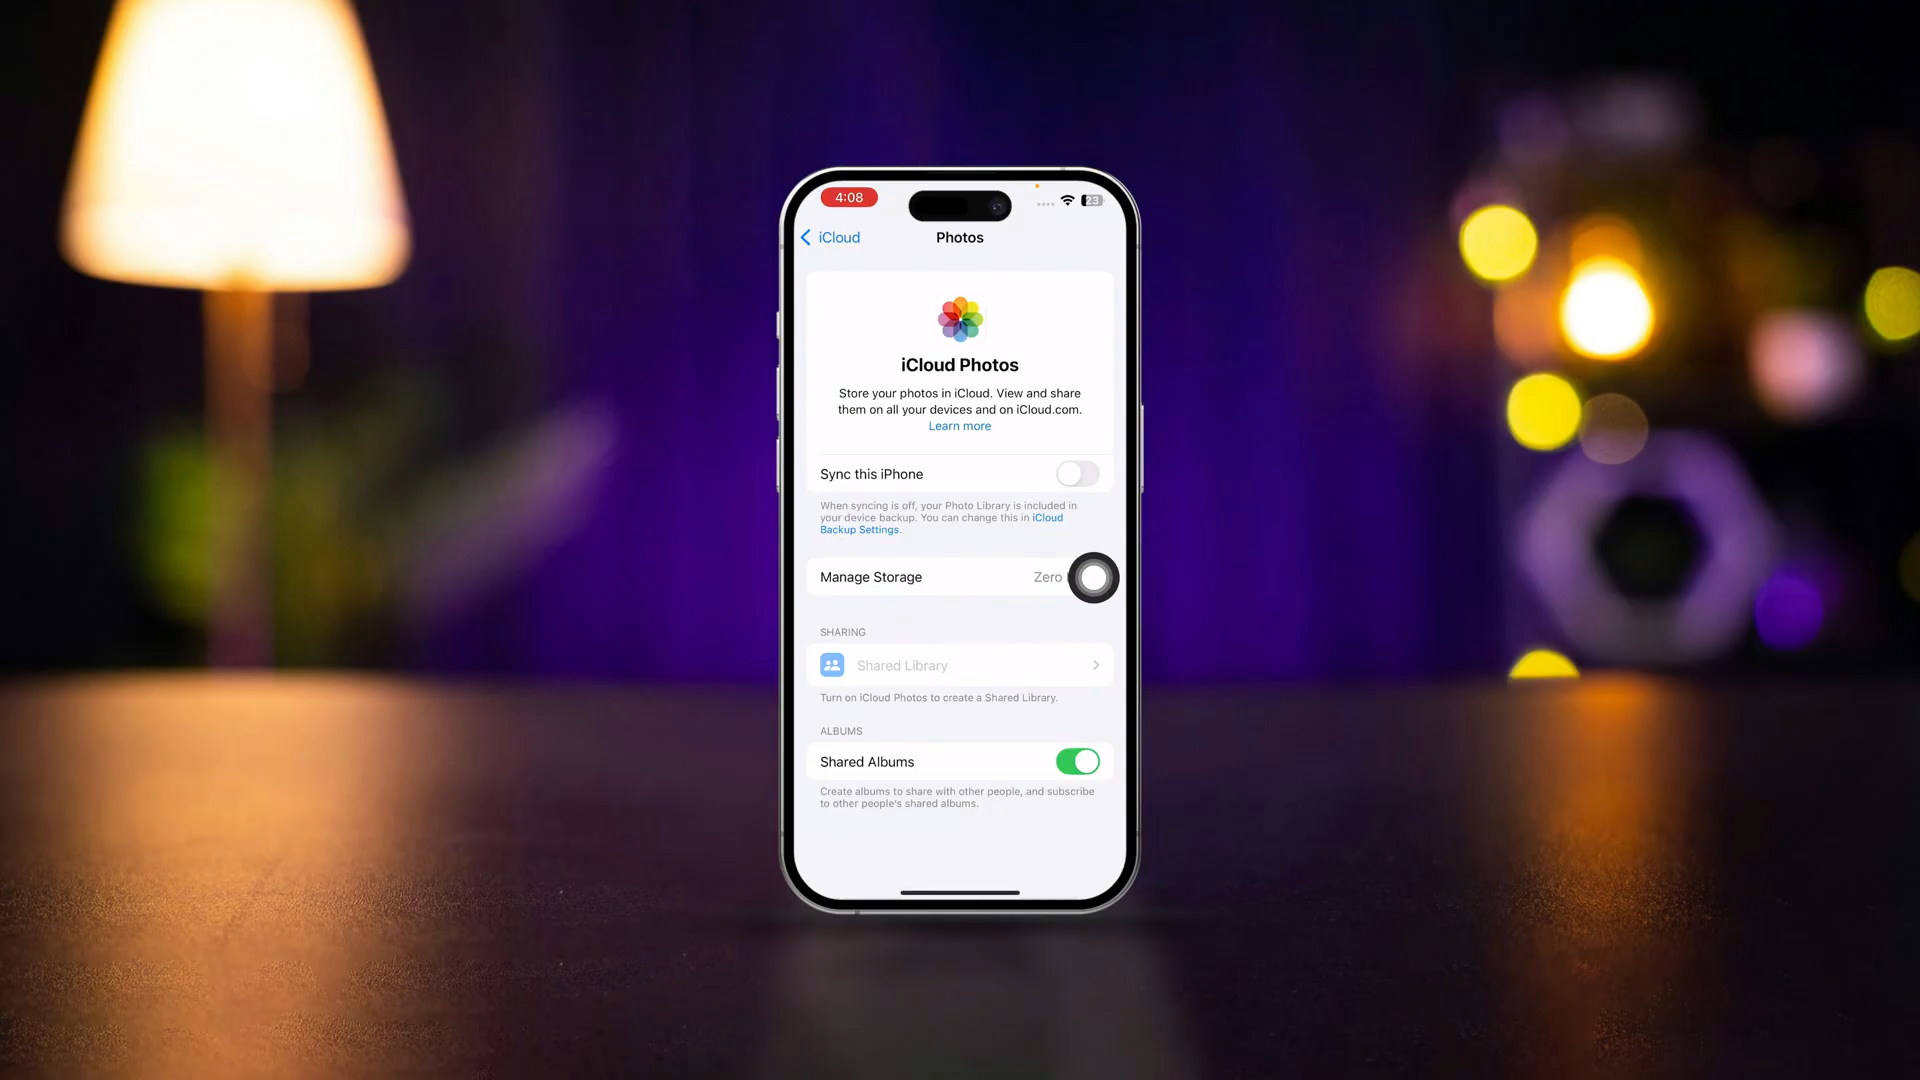 4:08
23
iCloud
Photos
iCloud Photos
Store your photos in iCloud. View and share
them on all your devices and on iCloud.com.
Learn more
Sync this iPhone
When syncing is off, your Photo Library is included in
your device backup. You can change this in iCloud
Backup Settings.
Manage Storage
Zero
SHARING
Shared Library
Turn on iCloud Photos to create a Shared Library.
ALBUMS
Shared Albums
Create albums to share with other people, and subscribe
to other people's shared albums.